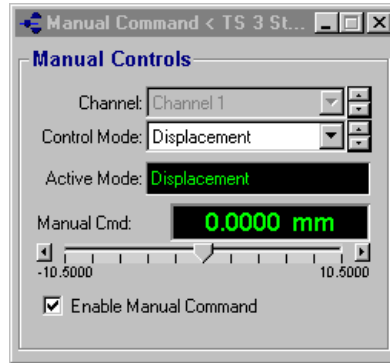 Manual Command < TS 3 St...
Manual Controls
Channel: Channel 1
Control Mode: Displacement
Active Mode: Displacement
Manual Cmd: 0.0000 mm
-10.5000 10.5000
Enable Manual Command